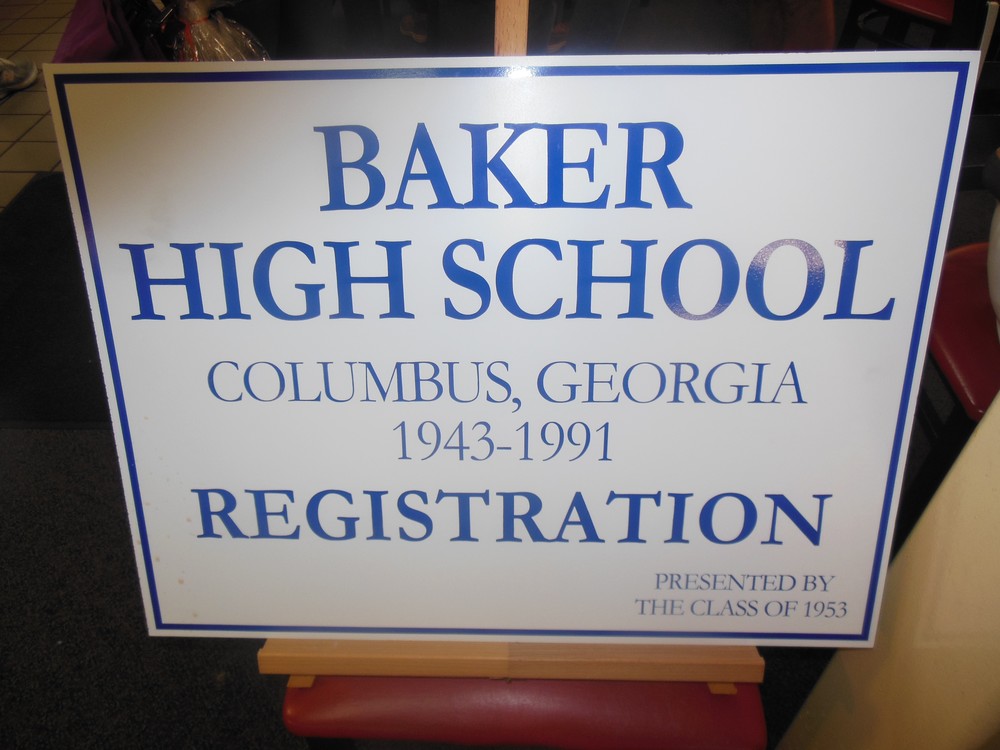 BAKER
HIGH SCHOOL
COLUMBUS, GEORGIA
1943-1991
REGISTRATION
PRESENTED BY
THE CLASS OF 1953